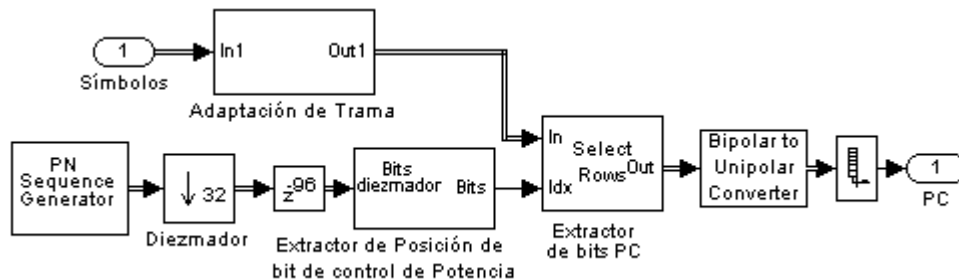 1
Símbolos
In1
Out1
Adaptación de Trama
PN
Sequence
Generator
32
Diezmador
z-96
Bits
diezmador
Bits
Extractor de Posición de
bit de control de Potencia
In
Select
Rows
Out
Idx
Extractor
de bits PC
Bipolar to
Unipolar
Converter
1
PC